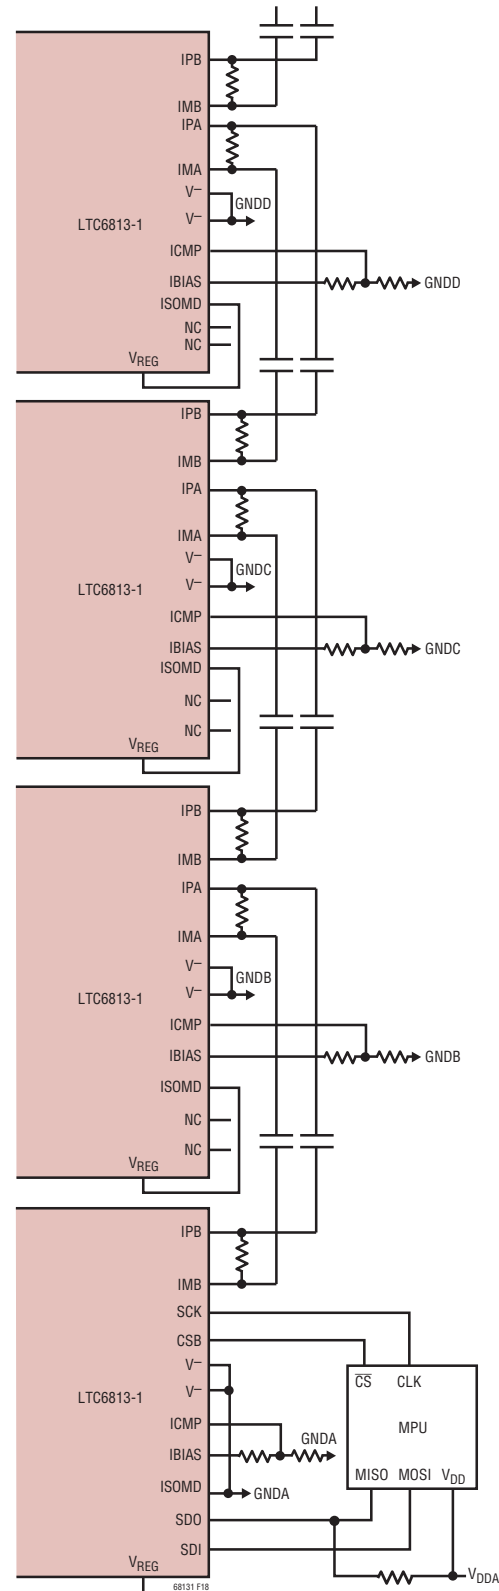 IPB
IMB
IPA
IMA
V–
GNDD
V–
LTC6813-1
ICMP
IBIAS
GNDD
ISOMD
NC
NC
VREG
IPB
IMB
IPA
IMA
V–
GNDC
V–
LTC6813-1
ICMP
IBIAS
GNDC
ISOMD
NC
NC
VREG
IPB
IMB
IPA
IMA
V–
GNDB
V–
LTC6813-1
ICMP
IBIAS
GNDB
ISOMD
NC
NC
VREG
IPB
IMB
SCK
CSB
V–
CS CLK
V–
LTC6813-1
ICMP
MPU
GNDA
IBIAS
MISO MOSI VDD
ISOMD
GNDA
SDO
SDI
VREG
VDDA
68131 F18